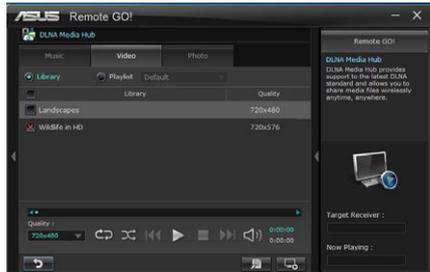 ASUS Remote GO!
DLNA Media Hub
Music Video Photo
Library Playlist Default
Library Quality
Landscapes 720x480
Wildlife in HD 720x576
Quality :
720x480
0:00:00
0:00:00
Remote GO!
DLNA Media Hub
DLNA Media Hub provides
support to the latest DLNA
standard and allows you to
share media files wirelessly
anytime, anywhere.
Target Receiver :
Now Playing :